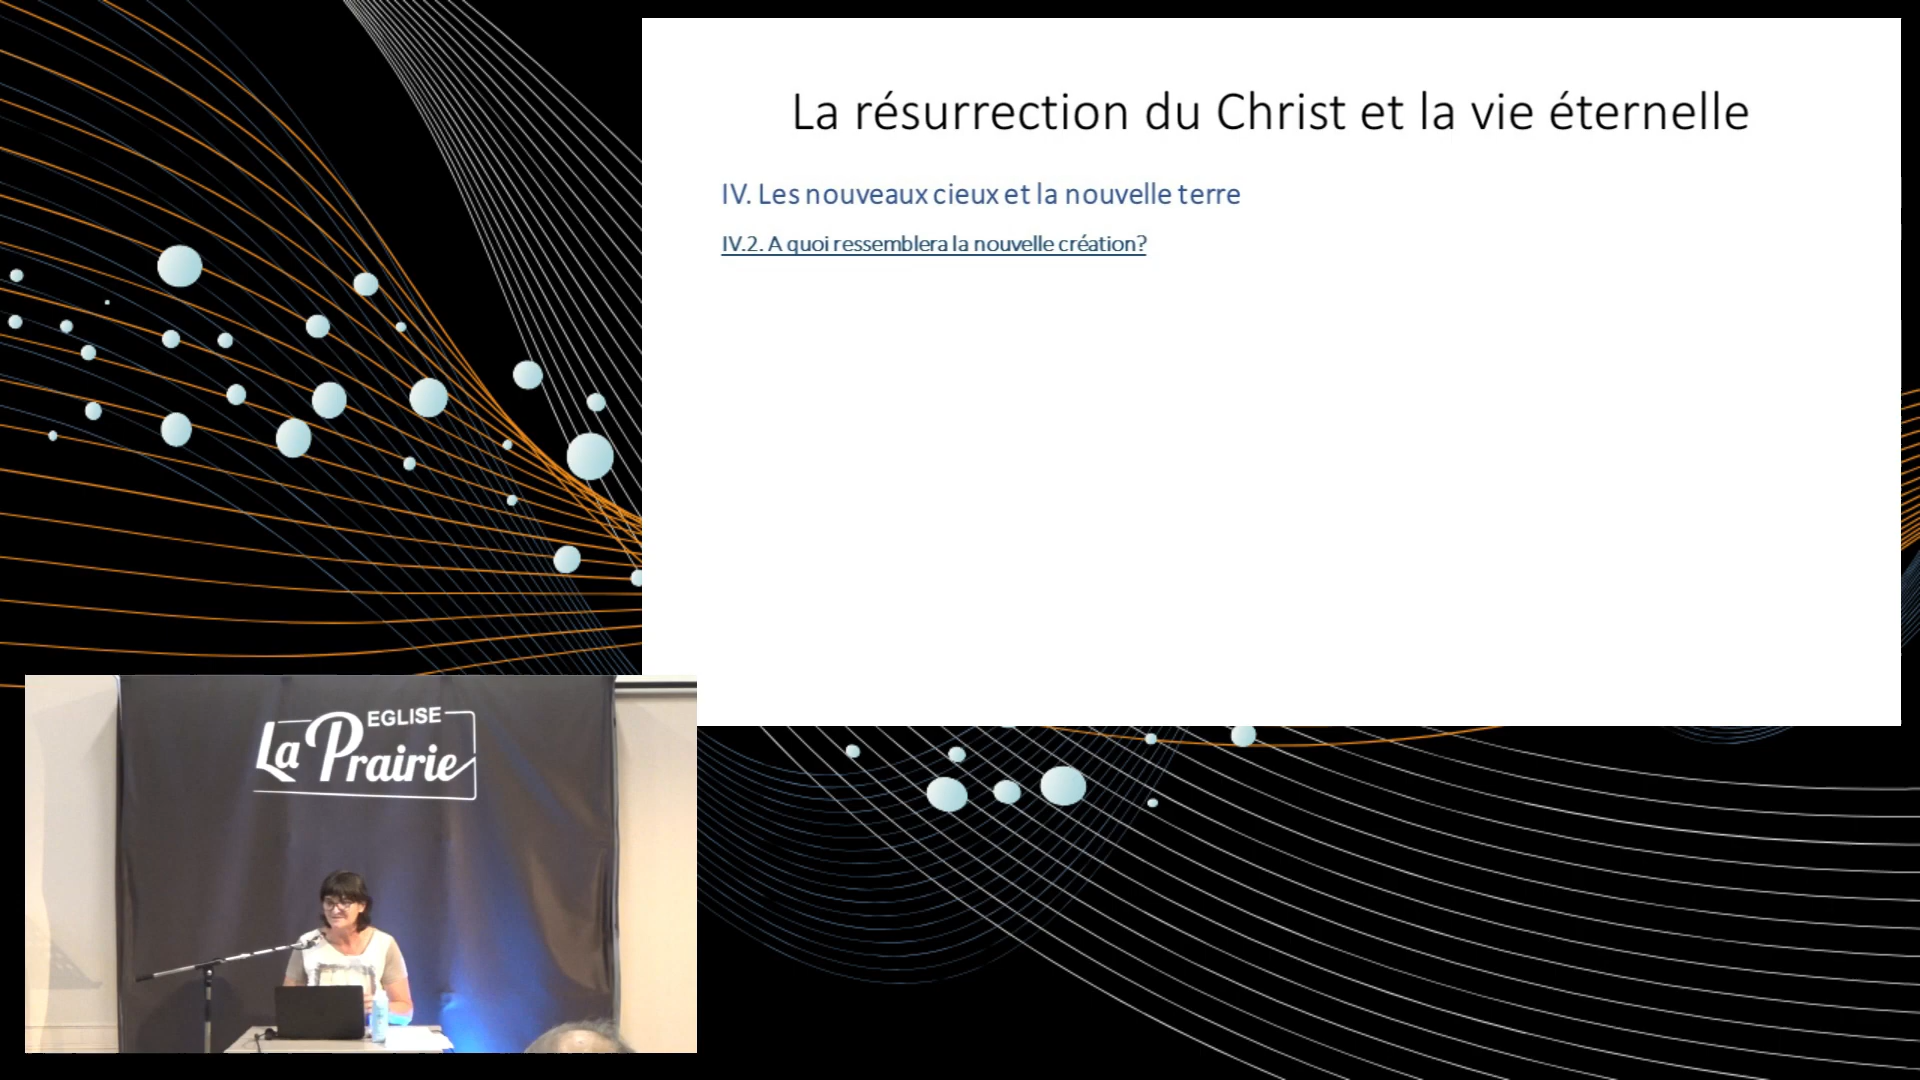 La résurrection du Christ et la vie éternelle
IV. Les nouveaux cieux et la nouvelle terre
IV.2. A quoi ressemblera la nouvelle création?
EGLISE
La Prairie